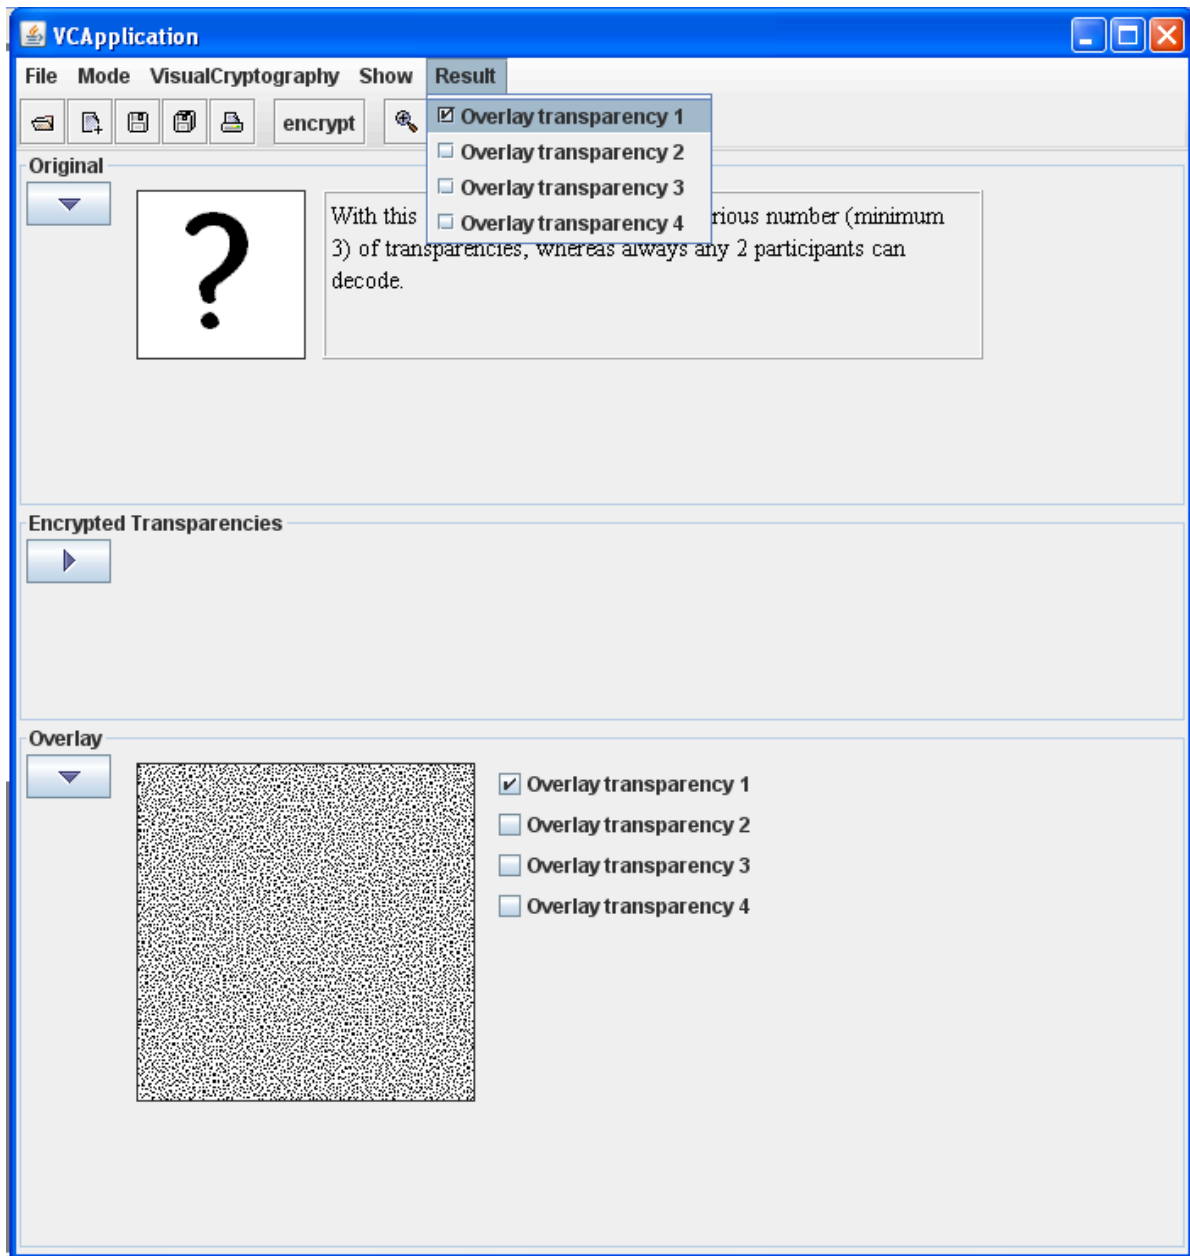 VCApplication
File Mode VisualCryptography Show Result
encrypt
Overlay transparency 1
Overlay transparency 2
Overlay transparency 3
Overlay transparency 4
Original
?
With this rious number (minimum
3) of transparencies, whereas always any 2 participants can
decode.
Encrypted Transparencies
Overlay
Overlay transparency 1
Overlay transparency 2
Overlay transparency 3
Overlay transparency 4